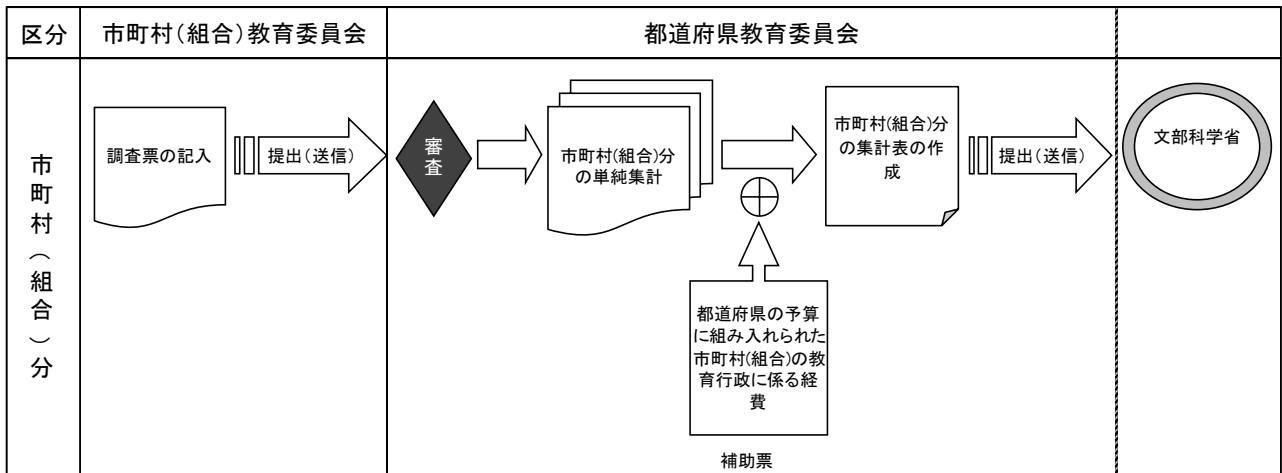 区分
市町村(組合)教育委員会
都道府県教育委員会
市町村(組合)分
調査票の記入
提出(送信)
審査
市町村(組合)分
の単純集計
市町村(組合)分
の集計表の作
成
提出(送信)
文部科学省
都道府県の予算
に組み入れられた
市町村(組合)の教
育行政に係る経
費
補助票